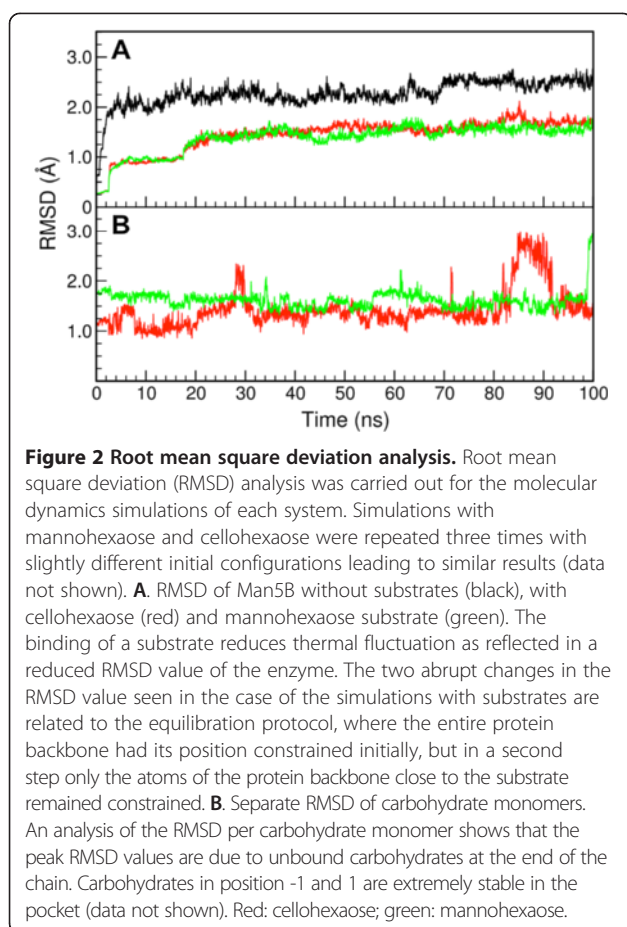 A
3.0
2.0
1.0
0
RMSD (Å)
B
3.0
2.0
1.0
0 10 20 30 40 50 60 70 80 90 100
Time (ns)
Figure 2 Root mean square deviation analysis. Root mean
square deviation (RMSD) analysis was carried out for the molecular
dynamics simulations of each system. Simulations with
mannohexaose and cellohexaose were repeated three times with
slightly different initial configurations leading to similar results (data
not shown). A. RMSD of Man5B without substrates (black), with
cellohexaose (red) and mannohexaose substrate (green). The
binding of a substrate reduces thermal fluctuation as reflected in a
reduced RMSD value of the enzyme. The two abrupt changes in the
RMSD value seen in the case of the simulations with substrates are
related to the equilibration protocol, where the entire protein
backbone had its position constrained initially, but in a second
step only the atoms of the protein backbone close to the substrate
remained constrained. B. Separate RMSD of carbohydrate monomers.
An analysis of the RMSD per carbohydrate monomer shows that the
peak RMSD values are due to unbound carbohydrates at the end of the
chain. Carbohydrates in position -1 and 1 are extremely stable in the
pocket (data not shown). Red: cellohexaose; green: mannohexaose.